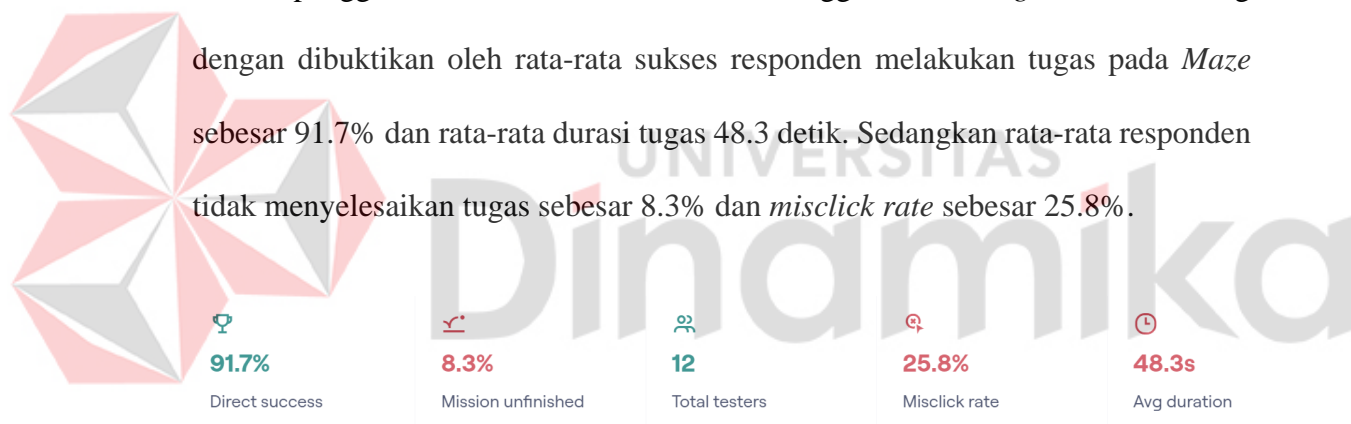 dengan dibuktikan oleh rata-rata sukses responden melakukan tugas pada Maze
sebesar 91.7% dan rata-rata durasi tugas 48.3 detik. Sedangkan rata-rata responden
tidak menyelesaikan tugas sebesar 8.3% dan misclick rate sebesar 25.8%.
UNIVERSITAS
Dinamika
91.7% 8.3% 12 25.8% 48.3s
Direct success Mission unfinished Total testers Misclick rate Avg duration